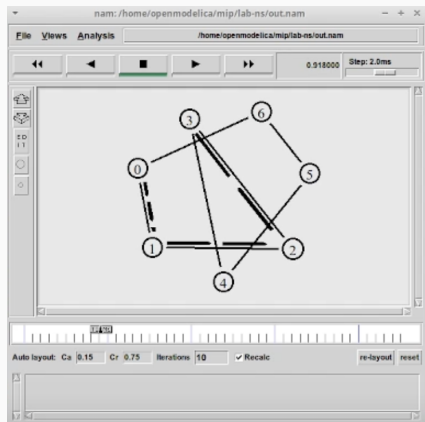 nam: /home/openmodelica/mip/lab-ns/out.nam
File Views Analysis /home/openmodelica/mip/lab-ns/out.nam
0.918000 Step: 2.0ms
ED
IT
6
3
0
5
1
2
4
Auto layout: Ca 0.15 Cr 0.75 Iterations 10 Recalc re-layout reset